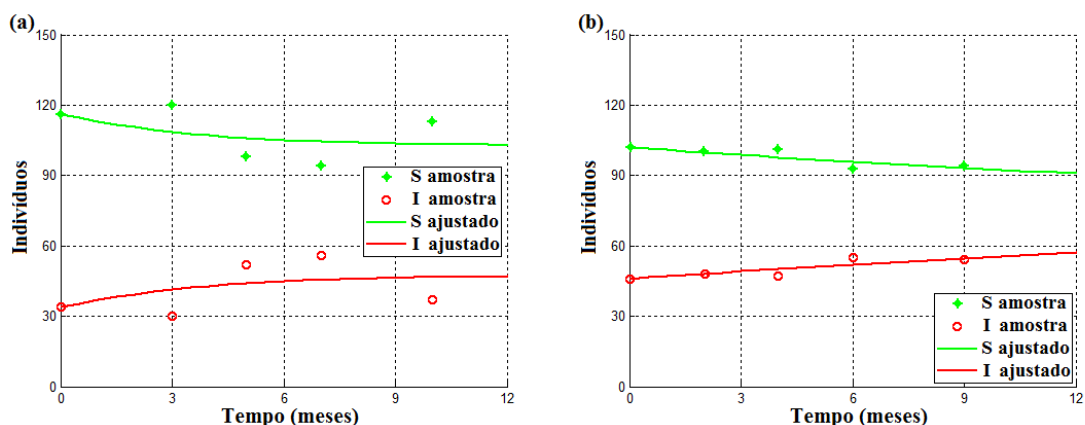 (a)
150
120
90
60
30
0
Indivíduos
0 3 6 9 12
Tempo (meses)
S amostra
I amostra
S ajustado
I ajustado
(b)
150
120
90
60
30
0
Indivíduos
0 3 6 9 12
Tempo (meses)
S amostra
I amostra
S ajustado
I ajustado